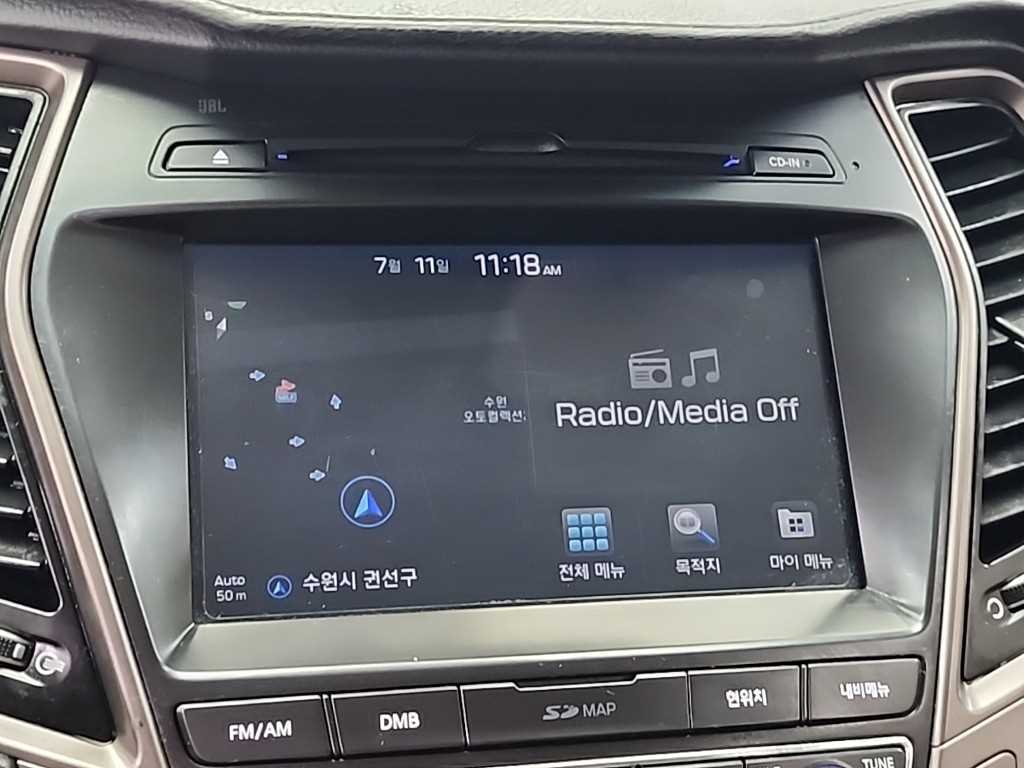 JBL
CD-IN
7월 11일 11:18 AM
수원
오토컬렉션
Radio/Media Off
전체 메뉴
목적지
마이 메뉴
Auto
50 m
수원시 권선구
FM/AM
DMB
SD MAP
현위치
내비메뉴
TUNE